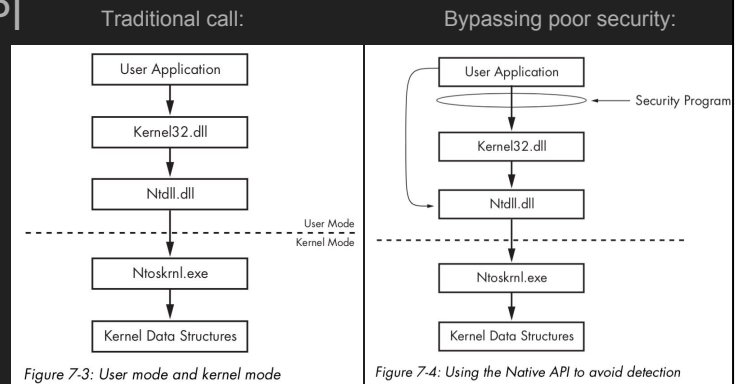 PI
Traditional call:
User Application
Kernel32.dll
Ntdll.dll
User Mode
Kernel Mode
Ntoskrnl.exe
Kernel Data Structures
Figure 7-3: User mode and kernel mode
Bypassing poor security:
User Application
Security Program
Kernel32.dll
Ntdll.dll
Ntoskrnl.exe
Kernel Data Structures
Figure 7-4: Using the Native API to avoid detection